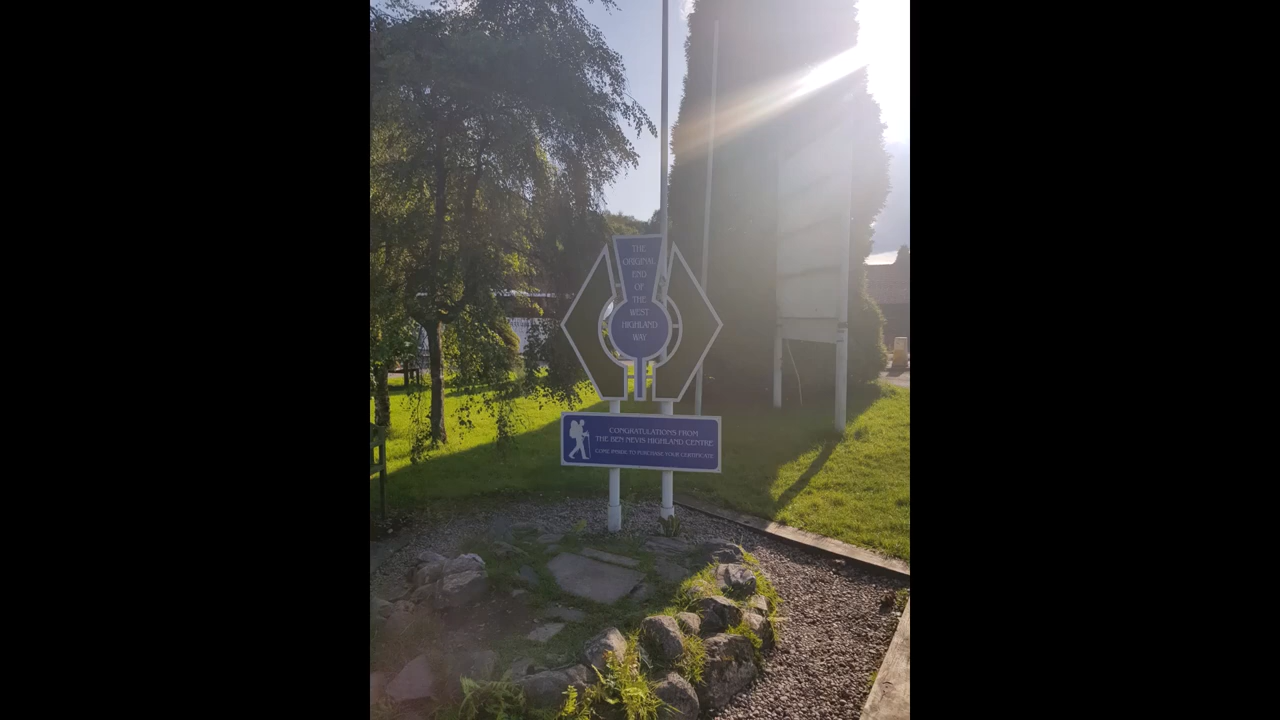 THE
ORIGINAL
END
OF
THE
WEST
HIGHLAND
WAY
CONGRATULATIONS FROM
THE BEN NEVIS HIGHLAND CENTRE
COME INSIDE TO PURCHASE YOUR CERTIFICATE